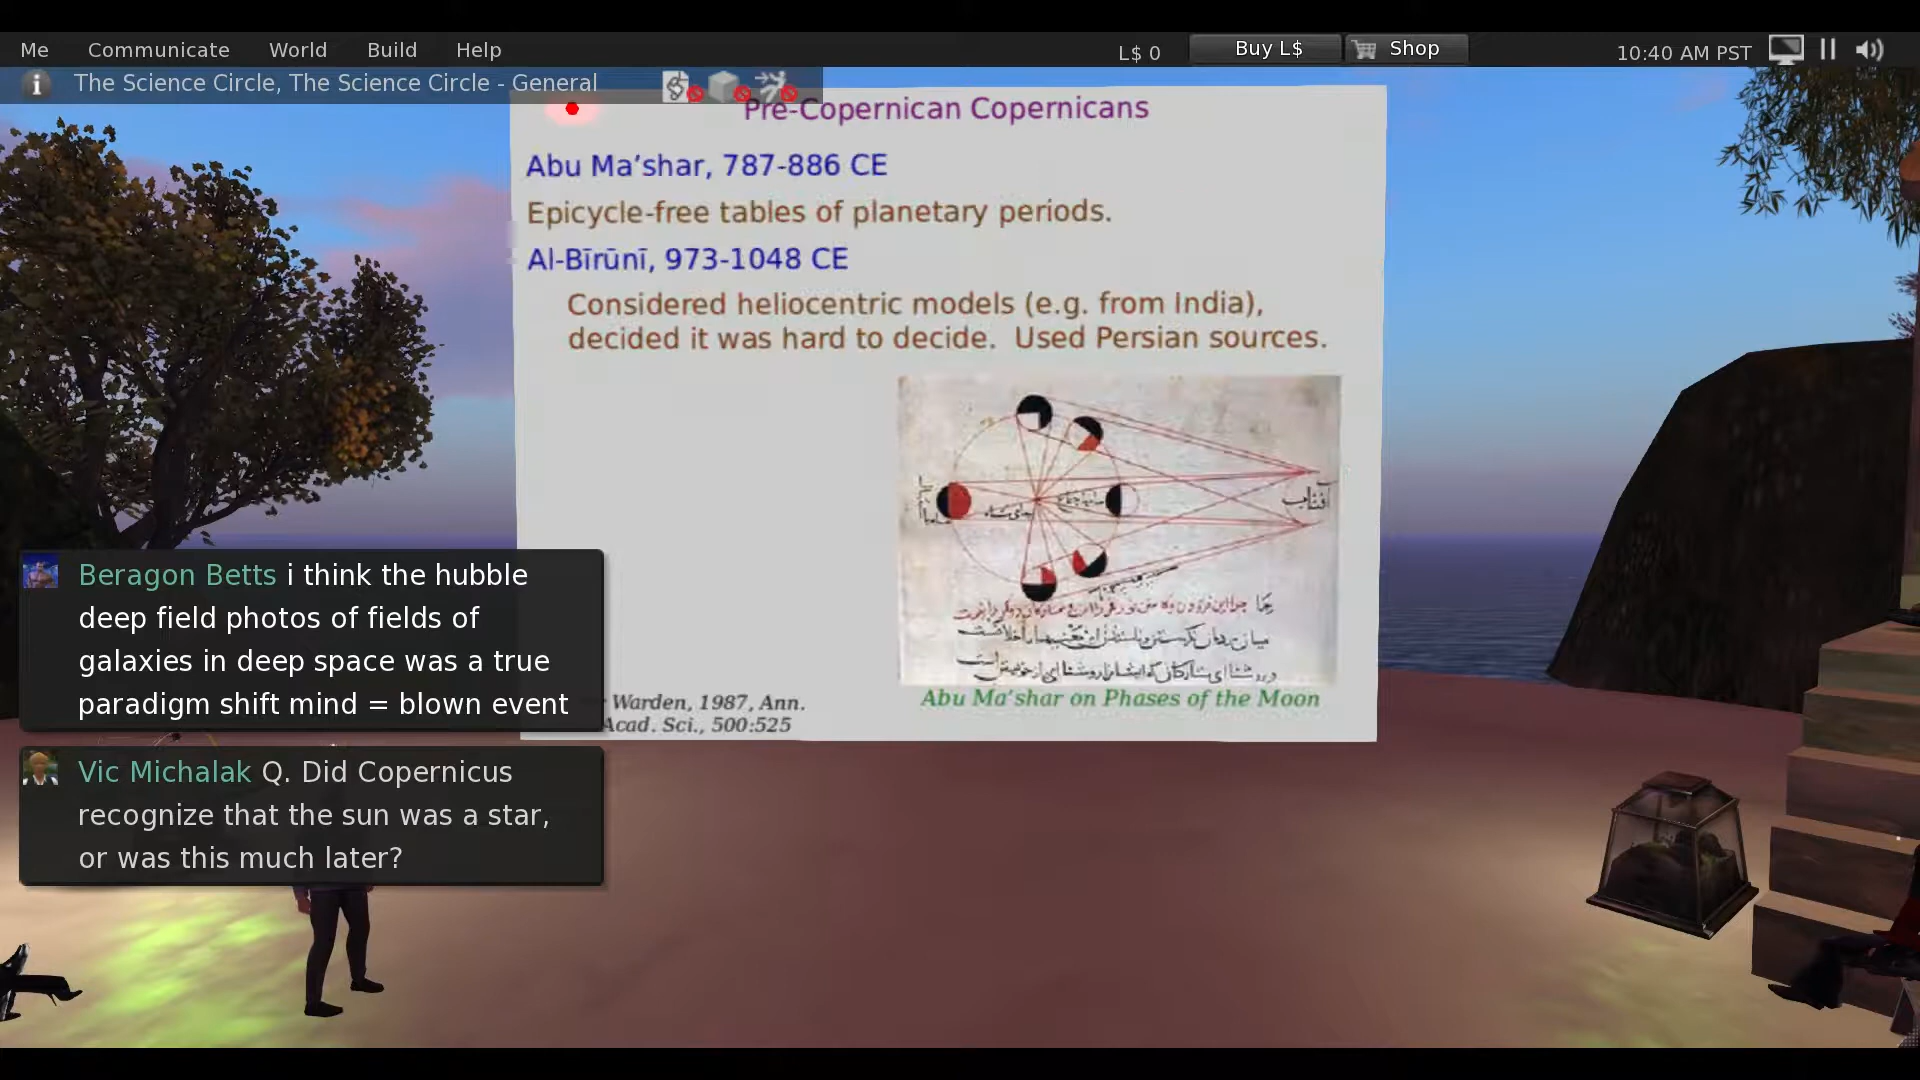 Me Communicate World Build Help
L$ 0 Buy L$ Shop 10:40 AM PST
The Science Circle, The Science Circle - General
Pre-Copernican Copernicans
Abu Ma’shar, 787-886 CE
Epicycle-free tables of planetary periods.
Al-Bīrūnī, 973-1048 CE
Considered heliocentric models (e.g. from India),
decided it was hard to decide. Used Persian sources.
آفتاب
Warden, 1987, Ann.
Acad. Sci., 500:525
Abu Ma’shar on Phases of the Moon
Beragon Betts i think the hubble
deep field photos of fields of
galaxies in deep space was a true
paradigm shift mind = blown event
Vic Michalak Q. Did Copernicus
recognize that the sun was a star,
or was this much later?